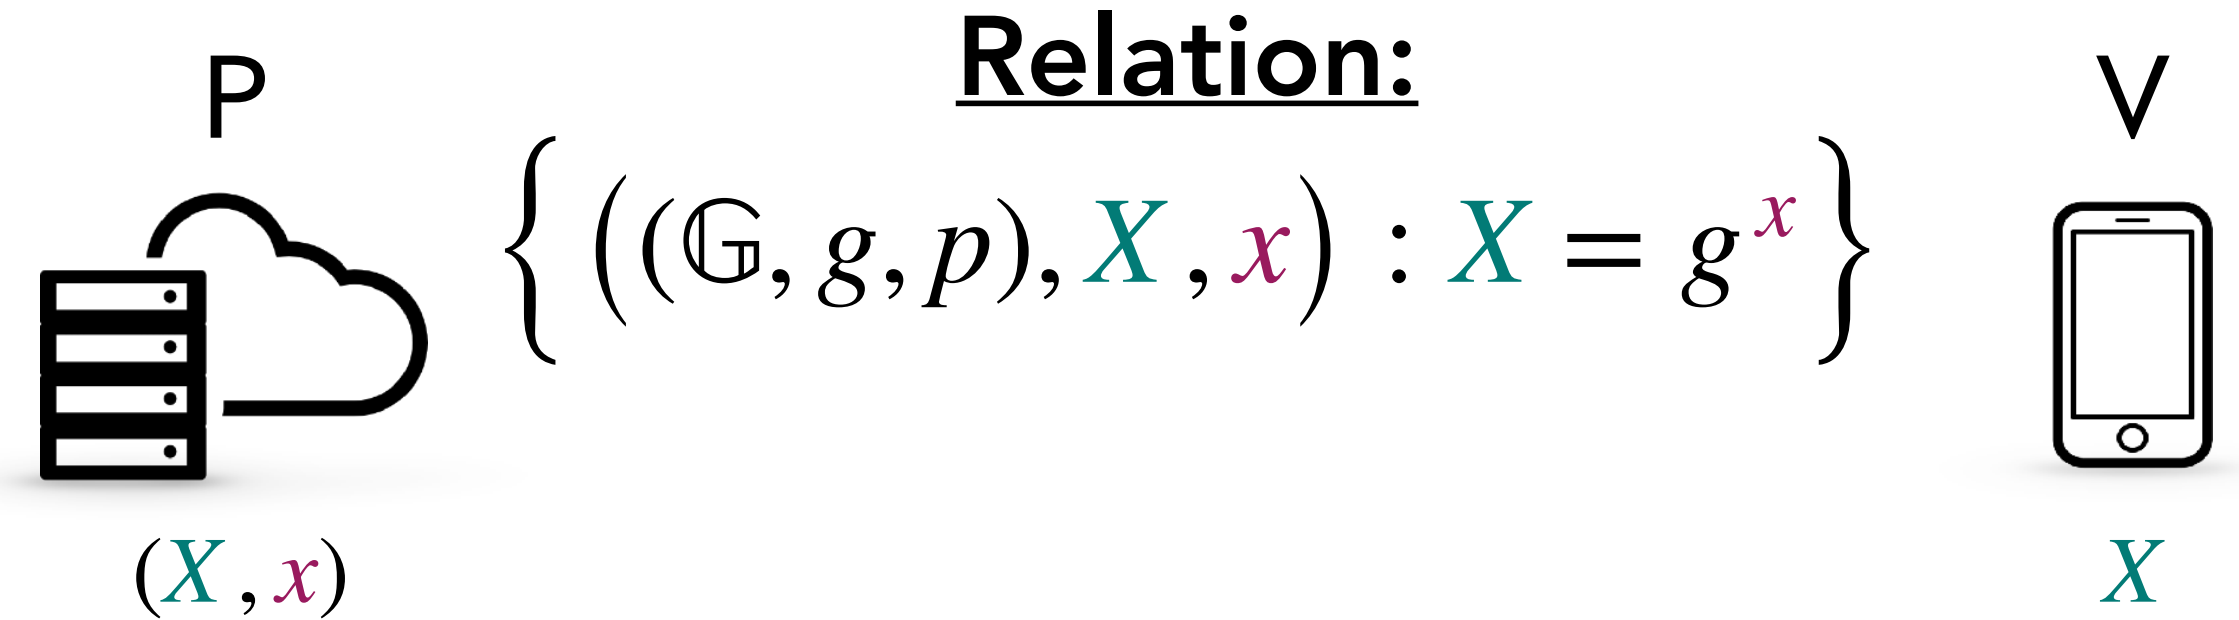 Relation:
P
V
{((𝔾, g, p), X, x) : X = g^x}
(X, x)
X